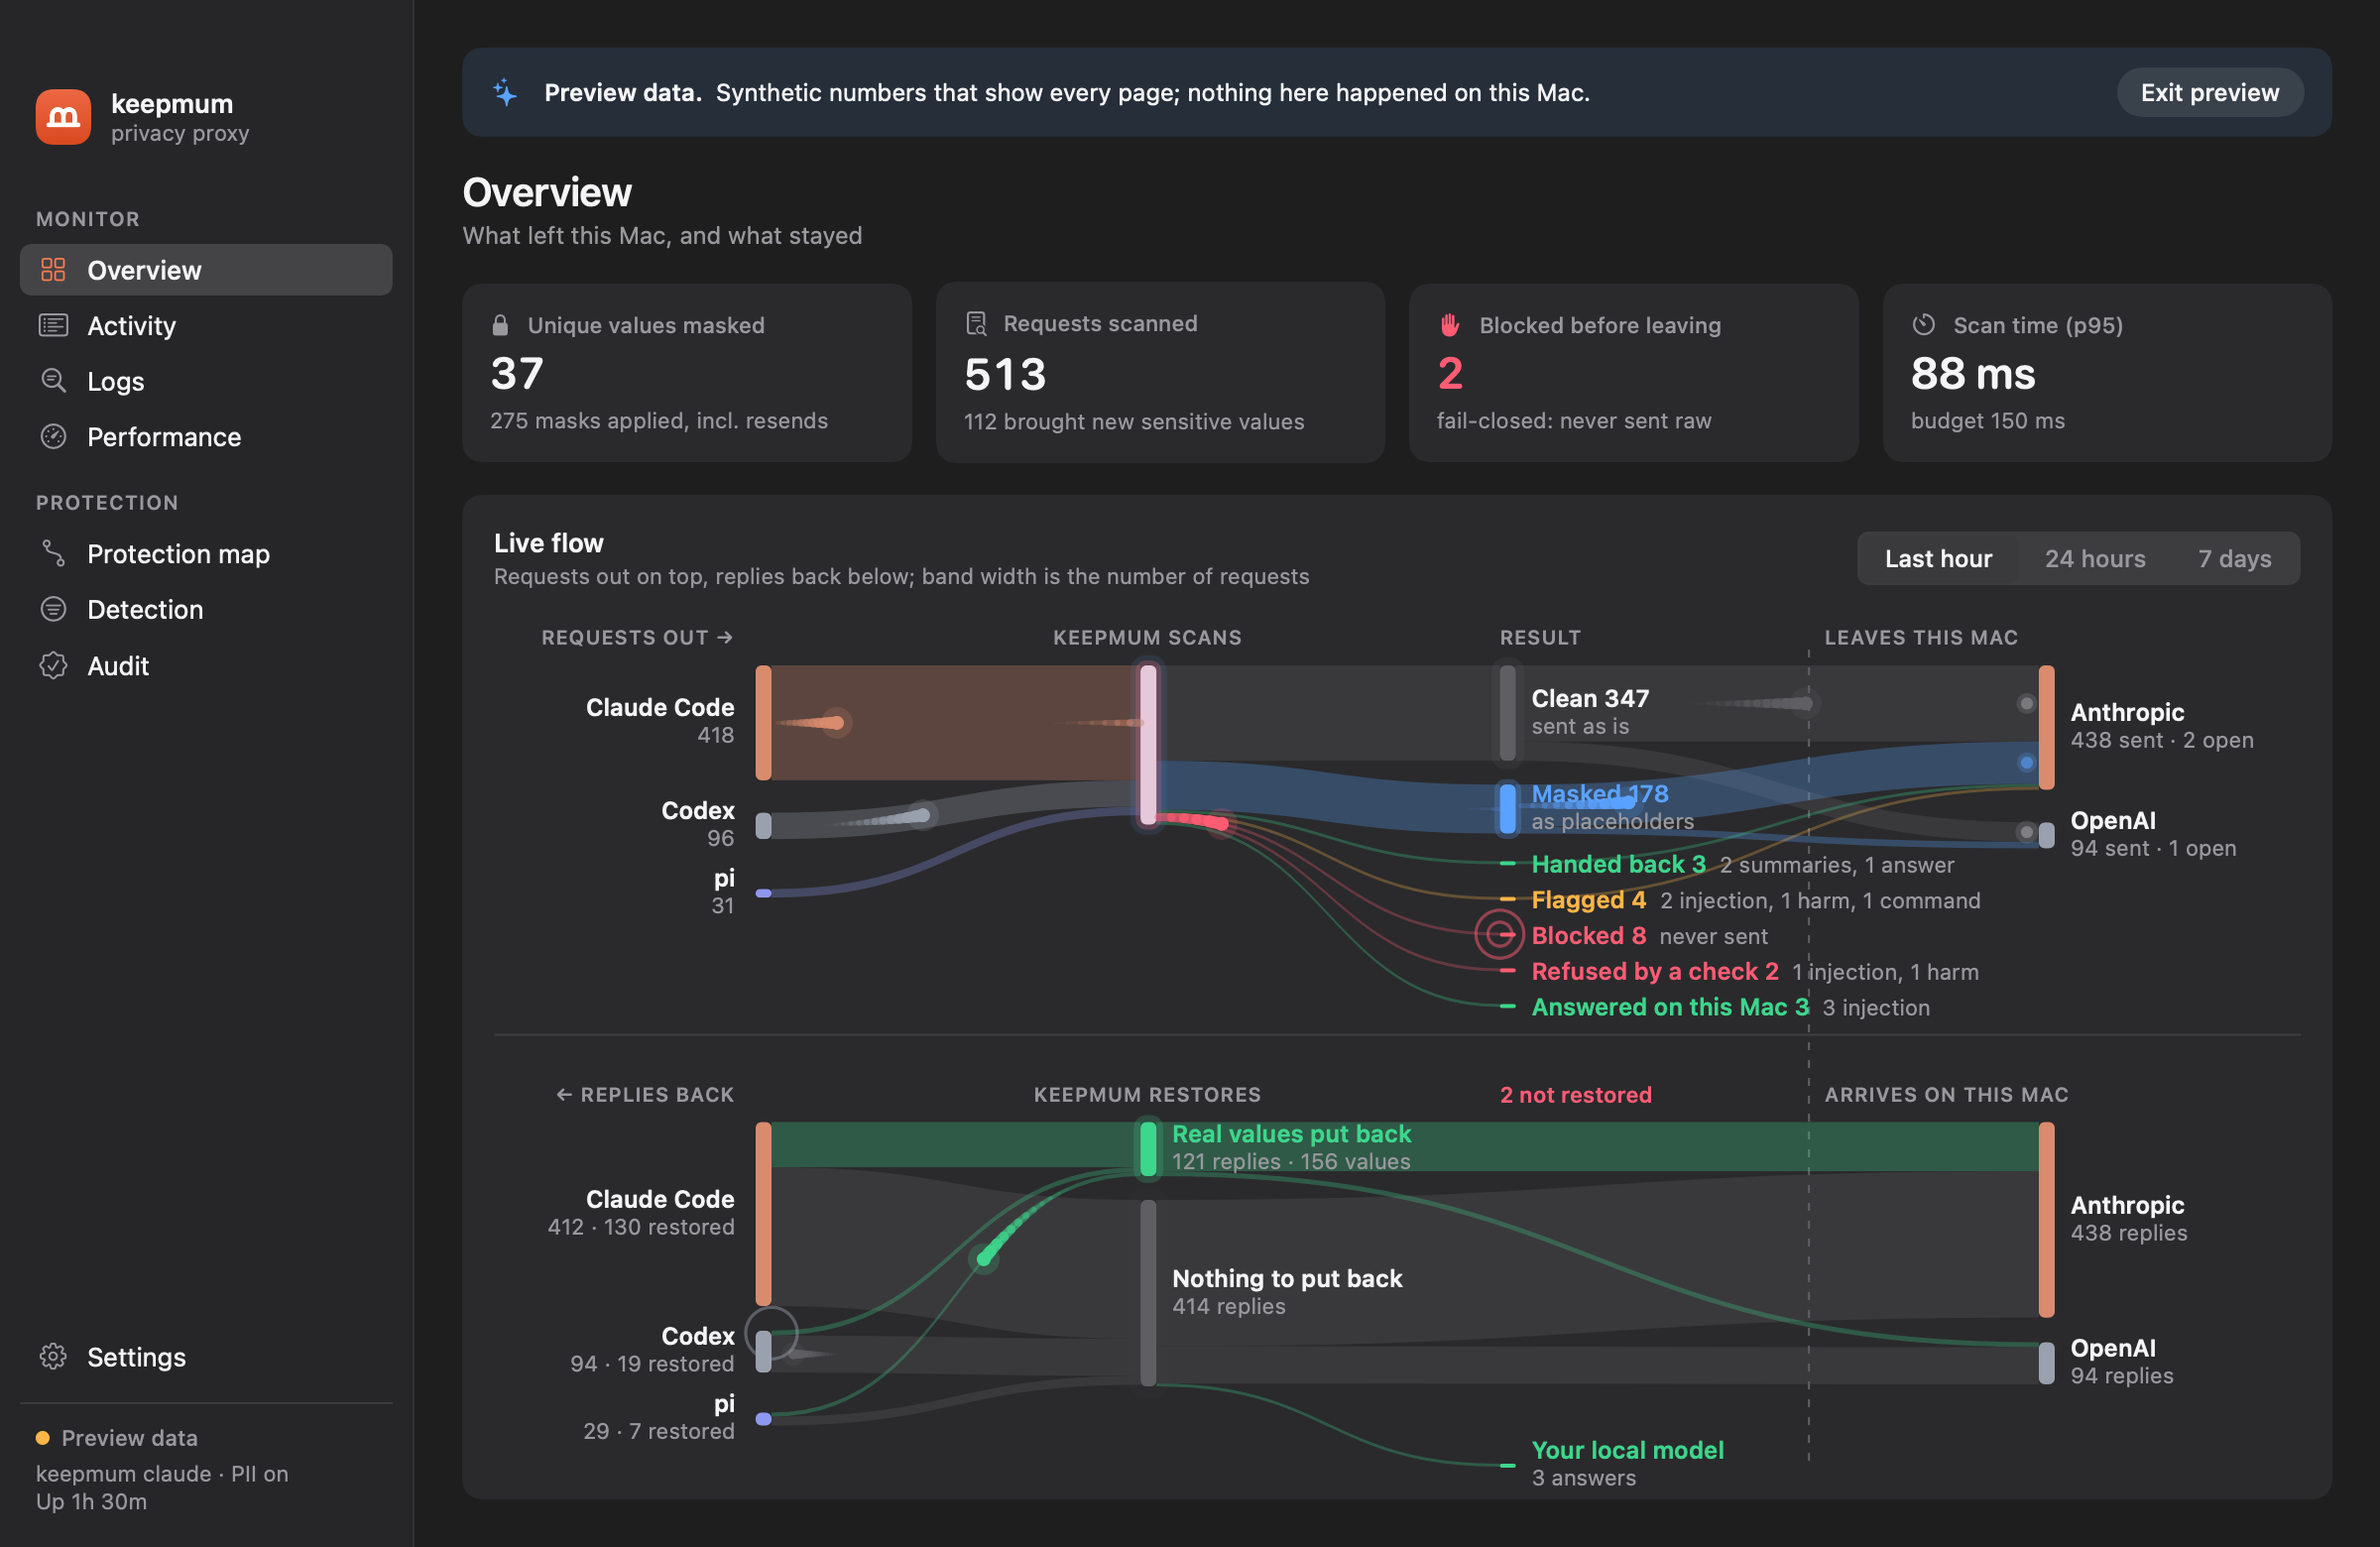 keepmum
privacy proxy
MONITOR
Overview
Activity
Logs
Performance
PROTECTION
Protection map
Detection
Audit
Settings
Preview data
keepmum claude · PII on
Up 1h 30m
Preview data. Synthetic numbers that show every page; nothing here happened on this Mac.
Exit preview
Overview
What left this Mac, and what stayed
Unique values masked
37
275 masks applied, incl. resends
Requests scanned
513
112 brought new sensitive values
Blocked before leaving
2
fail-closed: never sent raw
Scan time (p95)
88 ms
budget 150 ms
Live flow
Requests out on top, replies back below; band width is the number of requests
Last hour
24 hours
7 days
REQUESTS OUT →
KEEPMUM SCANS
RESULT
LEAVES THIS MAC
Claude Code
418
Codex
96
pi
31
Clean 347
sent as is
Masked 178
as placeholders
Handed back 3 2 summaries, 1 answer
Flagged 4 2 injection, 1 harm, 1 command
Blocked 8 never sent
Refused by a check 2 1 injection, 1 harm
Answered on this Mac 3 3 injection
Anthropic
438 sent · 2 open
OpenAI
94 sent · 1 open
← REPLIES BACK
KEEPMUM RESTORES
2 not restored
ARRIVES ON THIS MAC
Claude Code
412 · 130 restored
Codex
94 · 19 restored
pi
29 · 7 restored
Real values put back
121 replies · 156 values
Nothing to put back
414 replies
Your local model
3 answers
Anthropic
438 replies
OpenAI
94 replies